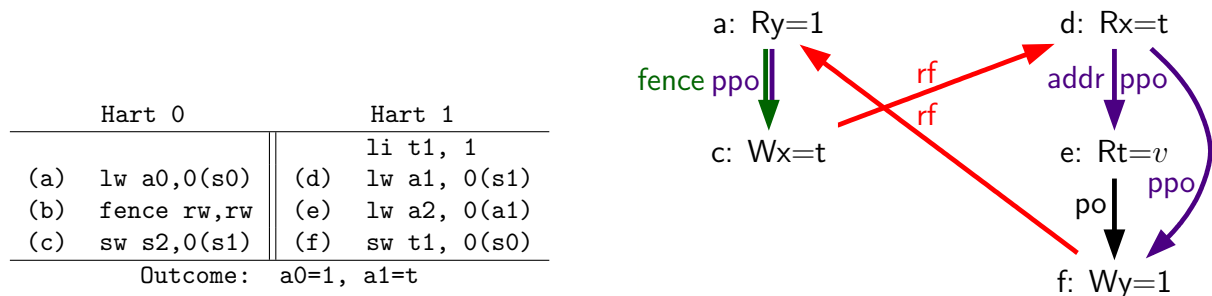 Hart 0 Hart 1
li t1, 1
(a) lw a0,0(s0) (d) lw a1, 0(s1)
(b) fence rw,rw (e) lw a2, 0(a1)
(c) sw s2,0(s1) (f) sw t1, 0(s0)
Outcome: a0=1, a1=t
a: Ry=1 d: Rx=t
fence ppo rf addr ppo
rf
c: Wx=t e: Rt=v
po ppo
f: Wy=1